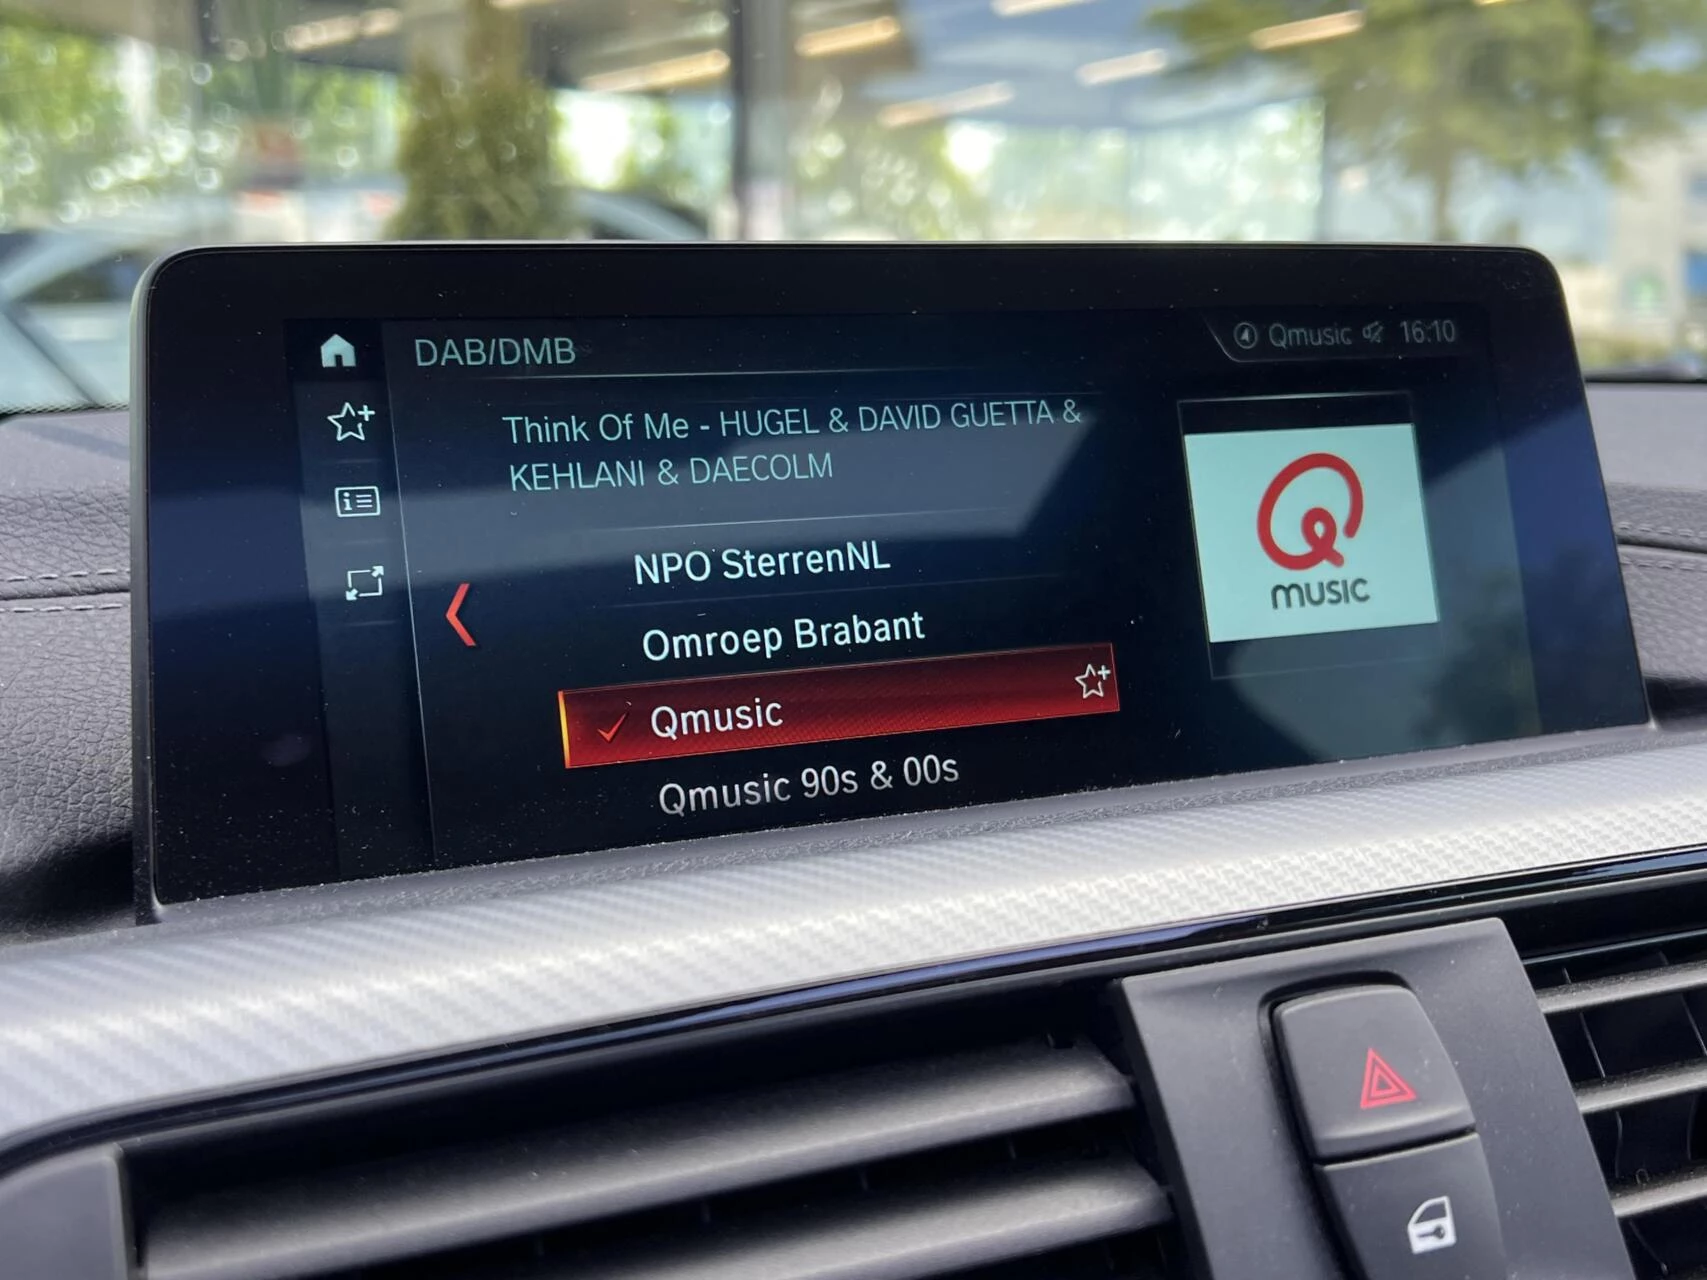 DAB/DMB
Qmusic 16:10
Think Of Me - HUGEL & DAVID GUETTA &
KEHLANI & DAECOLM
NPO SterrenNL
Omroep Brabant
Qmusic
Qmusic 90s & 00s
Q
music